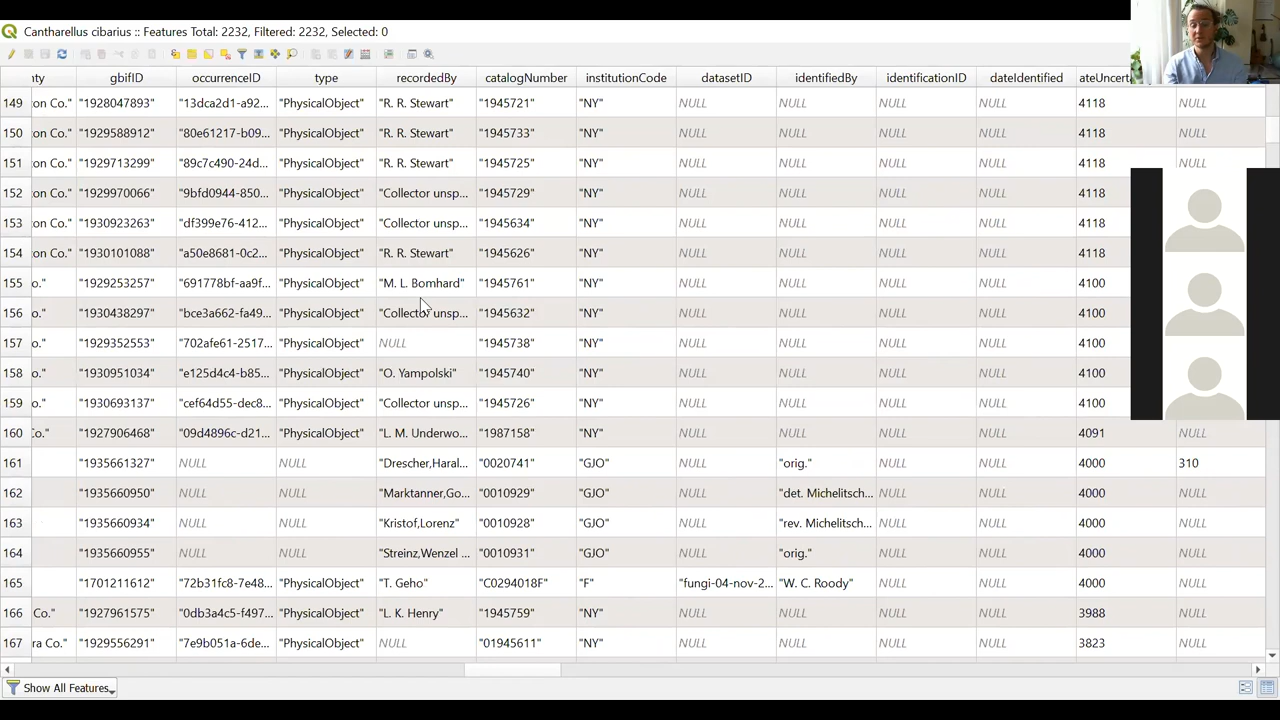 Cantharellus cibarius :: Features Total: 2232, Filtered: 2232, Selected: 0
nty gbifID occurrenceID type recordedBy catalogNumber institutionCode datasetID identifiedBy identificationID dateIdentified ateUncert
149 on Co." "1928047893" "13dca2d1-a92... "PhysicalObject" "R. R. Stewart" "1945721" "NY" NULL NULL NULL NULL 4118 NULL
150 on Co." "1929588912" "80e61217-b09... "PhysicalObject" "R. R. Stewart" "1945733" "NY" NULL NULL NULL NULL 4118 NULL
151 on Co." "1929713299" "89c7c490-24d... "PhysicalObject" "R. R. Stewart" "1945725" "NY" NULL NULL NULL NULL 4118 NULL
152 on Co." "1929970066" "9bfd0944-850... "PhysicalObject" "Collector unsp... "1945729" "NY" NULL NULL NULL NULL 4118
153 on Co." "1930923263" "df399e76-412... "PhysicalObject" "Collector unsp... "1945634" "NY" NULL NULL NULL NULL 4118
154 on Co." "1930101088" "a50e8681-0c2... "PhysicalObject" "R. R. Stewart" "1945626" "NY" NULL NULL NULL NULL 4118
155 o." "1929253257" "691778bf-aa9f... "PhysicalObject" "M. L. Bomhard" "1945761" "NY" NULL NULL NULL NULL 4100
156 o." "1930438297" "bce3a662-fa49... "PhysicalObject" "Collector unsp... "1945632" "NY" NULL NULL NULL NULL 4100
157 o." "1929352553" "702afe61-2517... "PhysicalObject" NULL "1945738" "NY" NULL NULL NULL NULL 4100
158 o." "1930951034" "e125d4c4-b85... "PhysicalObject" "O. Yampolski" "1945740" "NY" NULL NULL NULL NULL 4100
159 o." "1930693137" "cef64d55-dec8... "PhysicalObject" "Collector unsp... "1945726" "NY" NULL NULL NULL NULL 4100
160 Co." "1927906468" "09d4896c-d21... "PhysicalObject" "L. M. Underwo... "1987158" "NY" NULL NULL NULL NULL 4091 NULL
161 "1935661327" NULL NULL "Drescher,Haral... "0020741" "GJO" NULL "orig." NULL NULL 4000 310
162 "1935660950" NULL NULL "Marktanner,Go... "0010929" "GJO" NULL "det. Michelitsch... NULL NULL 4000 NULL
163 "1935660934" NULL NULL "Kristof,Lorenz" "0010928" "GJO" NULL "rev. Michelitsch... NULL NULL 4000 NULL
164 "1935660955" NULL NULL "Streinz,Wenzel ... "0010931" "GJO" NULL "orig." NULL NULL 4000 NULL
165 "1701211612" "72b31fc8-7e48... "PhysicalObject" "T. Geho" "C0294018F" "F" "fungi-04-nov-2... "W. C. Roody" NULL NULL 4000 NULL
166 Co." "1927961575" "0db3a4c5-f497... "PhysicalObject" "L. K. Henry" "1945759" "NY" NULL NULL NULL NULL 3988 NULL
167 ra Co." "1929556291" "7e9b051a-6de... "PhysicalObject" NULL "01945611" "NY" NULL NULL NULL NULL 3823 NULL
Show All Features